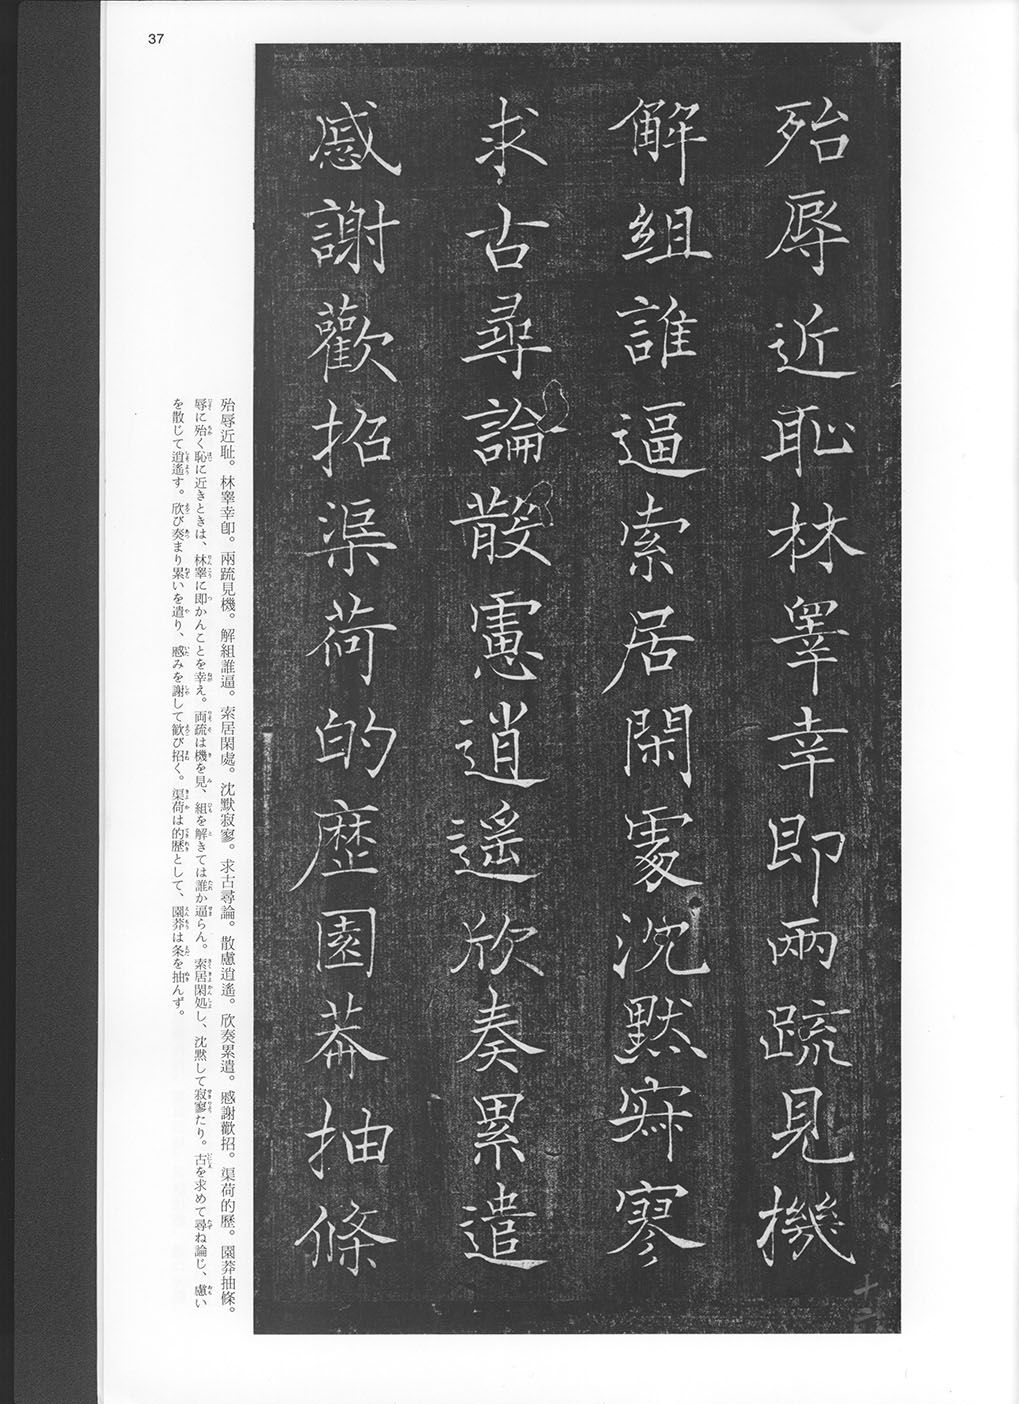 37
殆辱近恥林睾幸即兩疏見機
解組誰逼索居閑處沈默寂寥
求古尋論散慮逍遙欣奏累遣
慼謝歡招渠荷的歷園莽抽條
十二
殆辱近耻。林睾幸卽。兩疏見機。解組誰逼。索居閑處。沈默寂寥。求古尋論。散慮逍遙。欣奏累遣。慼謝歡招。渠荷的歷。園莽抽條。
辱に殆く恥に近きときは、林睾に即かんことを幸え。両疏は機を見、組を解きては誰か逼らん。索居閑処し、沈黙して寂寥たり。古を求めて尋ね論じ、慮い
を散じて逍遙す。欣び奏まり累いを遣り、慼みを謝して歓び招く。渠荷は的歷として、園莽は条を抽んず。